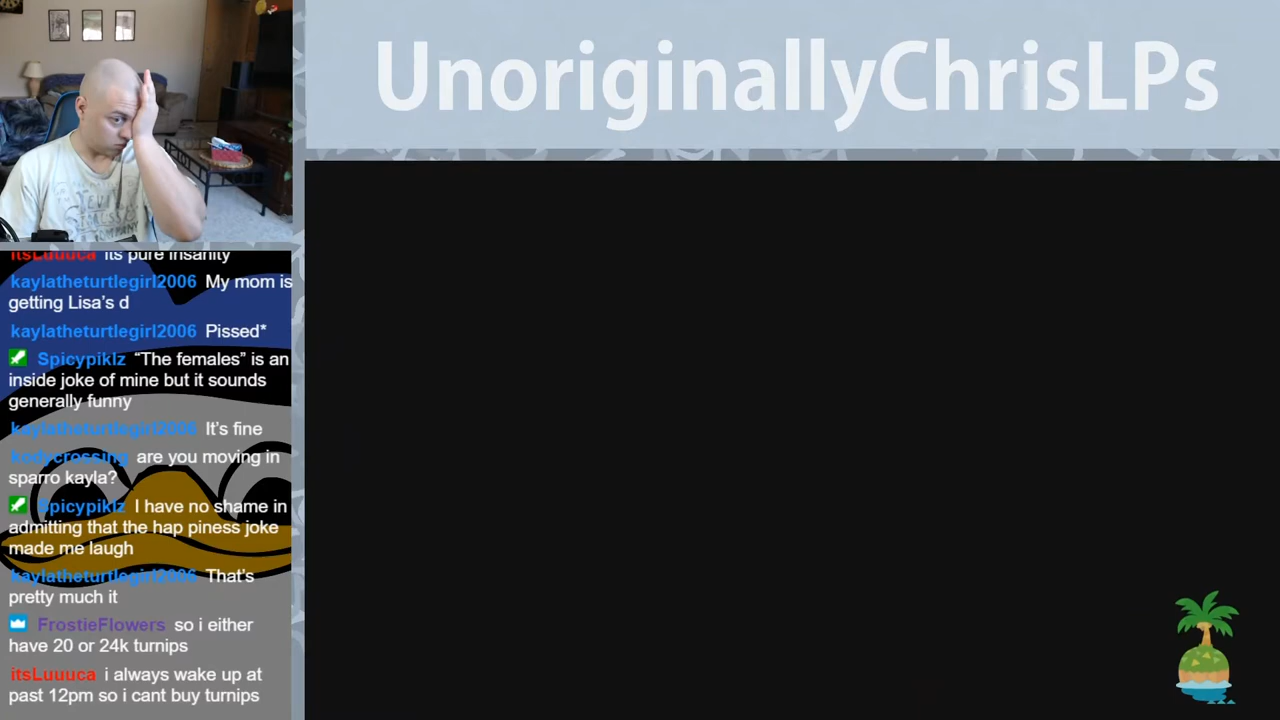 UnoriginallyChrisLPs
itsLuuuca its pure insanity
kaylatheturtlegirl2006 My mom is
getting Lisa’s d
kaylatheturtlegirl2006 Pissed*
Spicypiklz “The females” is an
inside joke of mine but it sounds
generally funny
kaylatheturtlegirl2006 It’s fine
kodycrossing are you moving in
sparro kayla?
Spicypiklz I have no shame in
admitting that the hap piness joke
made me laugh
kaylatheturtlegirl2006 That’s
pretty much it
FrostieFlowers so i either
have 20 or 24k turnips
itsLuuuca i always wake up at
past 12pm so i cant buy turnips